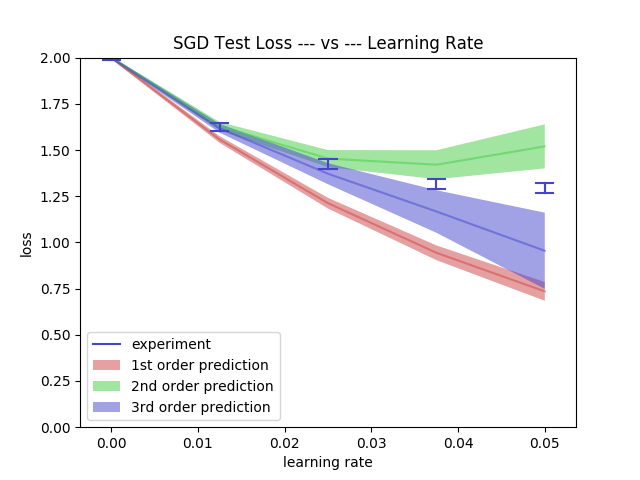 SGD Test Loss --- vs --- Learning Rate
2.00
1.75
1.50
1.25
1.00
0.75
0.50
0.25
0.00
loss
experiment
1st order prediction
2nd order prediction
3rd order prediction
0.00 0.01 0.02 0.03 0.04 0.05
learning rate